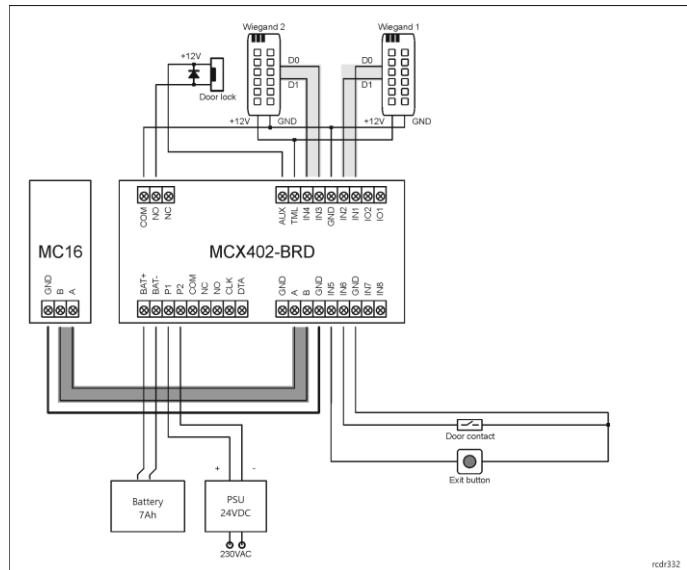 Wiegand 2
Wiegand 1
+12V
Door lock
D0
D1
D0
D1
+12V
GND
+12V
GND
COM
NO
NC
AUX
TML
IN4
IN3
GND
IN2
IN1
IO2
IO1
MC16
MCX402-BRD
GND
B
A
BAT+
BAT-
P1
P2
COM
NC
NO
CLK
DTA
GND
A
B
GND
IN5
IN6
GND
IN7
IN8
Door contact
Exit button
+
-
Battery
7Ah
PSU
24VDC
230VAC
rcdr332